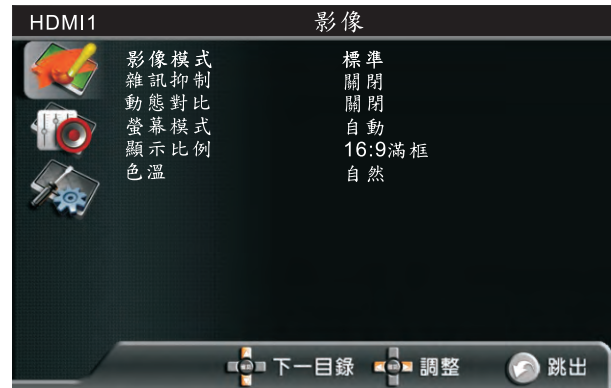 HDMI1 影像
影像模式 標準
雜訊抑制 關閉
動態對比 關閉
螢幕模式 自動
顯示比例 16:9滿框
色溫 自然
下一目錄 調整 跳出